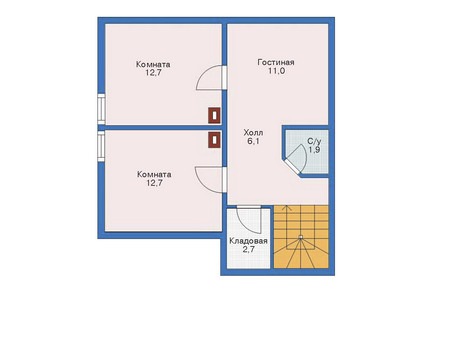 Комната
12,7
Гостиная
11,0
Холл
6,1
С/у
1,9
Комната
12,7
Кладовая
2,7